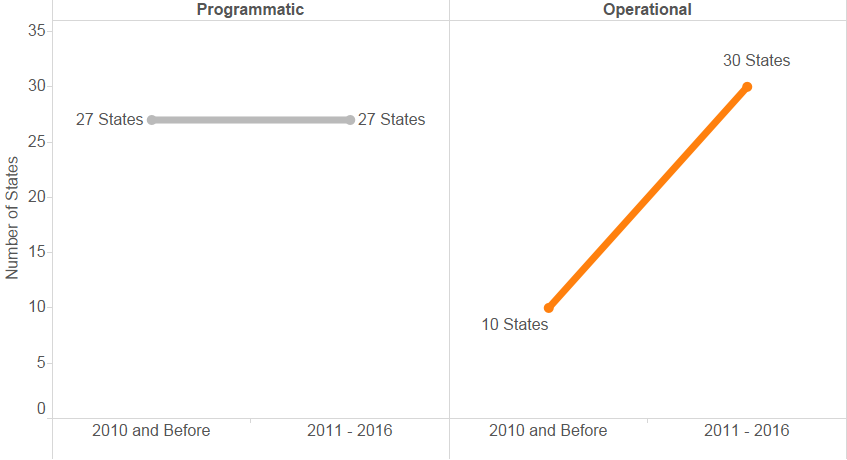 Programmatic
Operational
Number of States
35
30
25
20
15
10
5
0
27 States
27 States
30 States
10 States
2010 and Before
2011 - 2016
2010 and Before
2011 - 2016